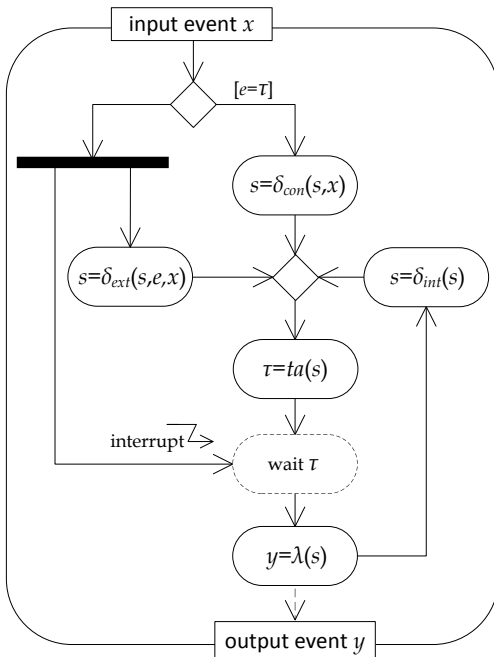 input event x
[e=τ]
s=δcon(s,x)
s=δext(s,e,x)
s=δint(s)
τ=ta(s)
interrupt
wait τ
y=λ(s)
output event y